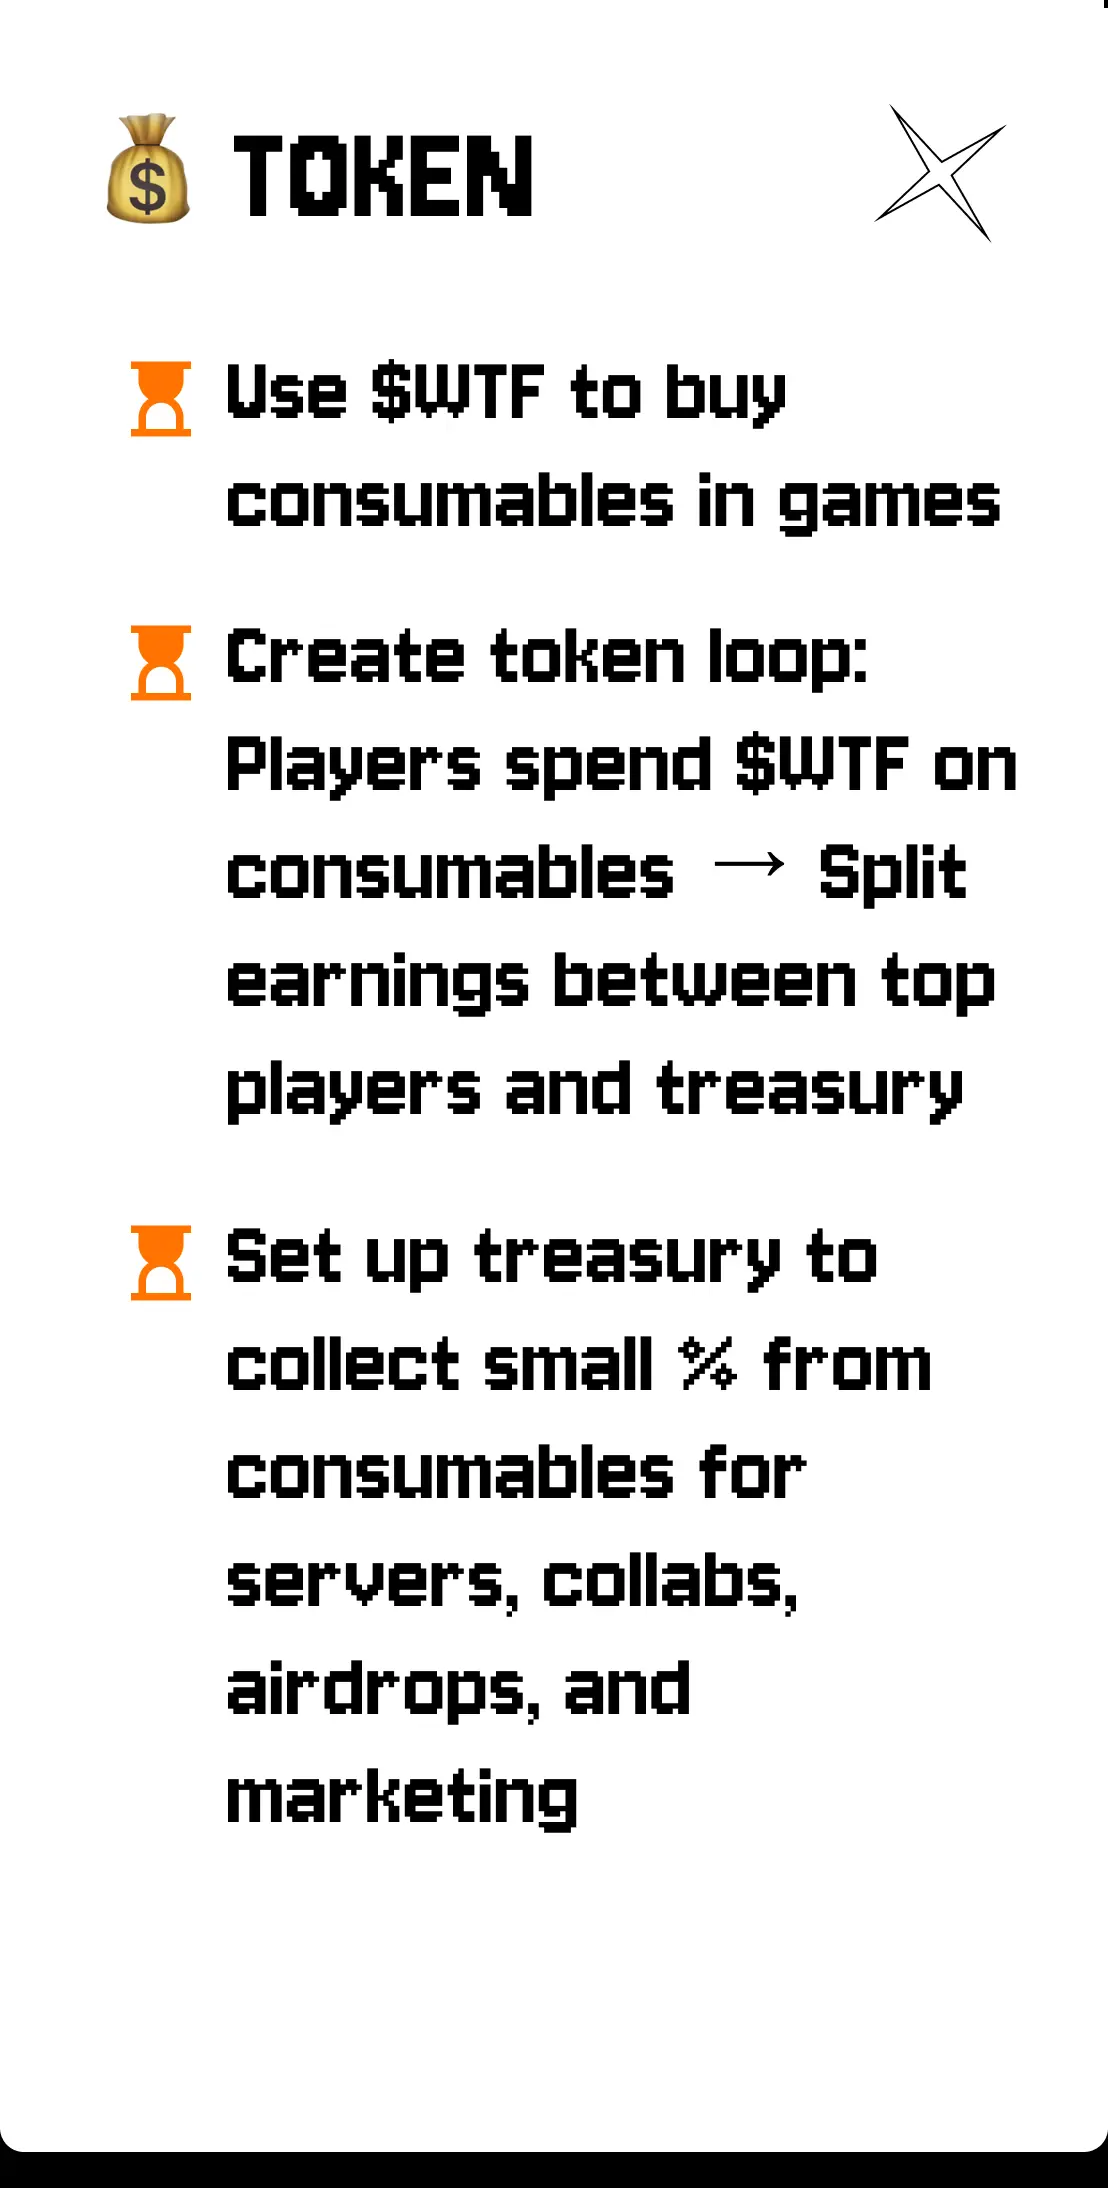 TOKEN
Use $WTF to buy
consumables in games
Create token loop:
Players spend $WTF on
consumables → Split
earnings between top
players and treasury
Set up treasury to
collect small % from
consumables for
servers, collabs,
airdrops, and
marketing